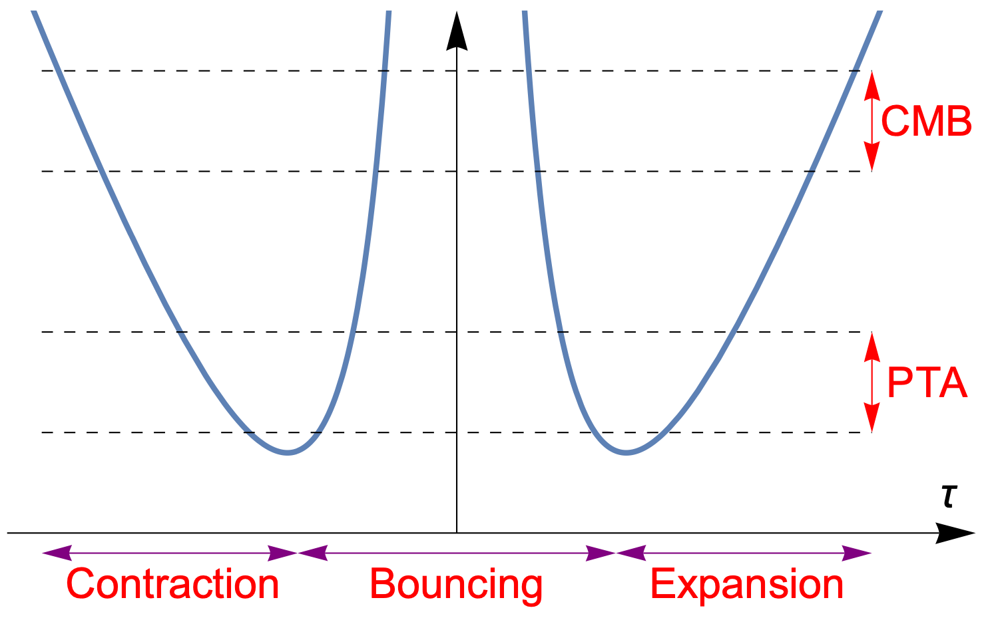 CMB
PTA
τ
Contraction
Bouncing
Expansion